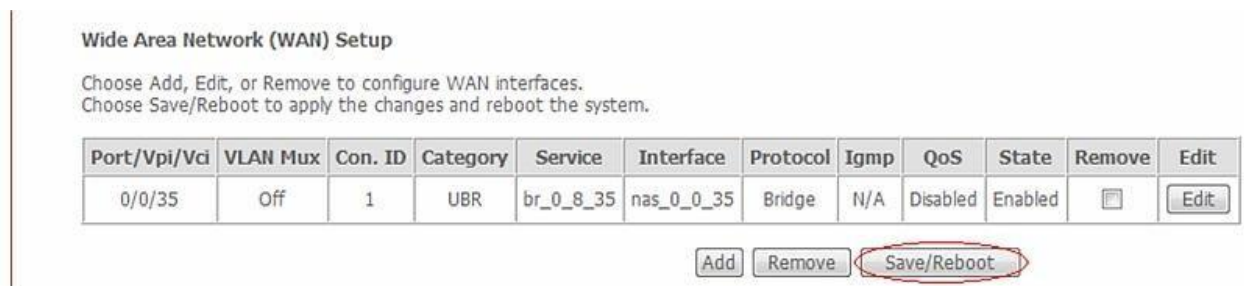 Wide Area Network (WAN) Setup
Choose Add, Edit, or Remove to configure WAN interfaces.
Choose Save/Reboot to apply the changes and reboot the system.
Port/Vpi/Vci VLAN Mux Con. ID Category Service Interface Protocol Igmp QoS State Remove Edit
0/0/35 Off 1 UBR br_0_8_35 nas_0_0_35 Bridge N/A Disabled Enabled Edit
Add Remove Save/Reboot